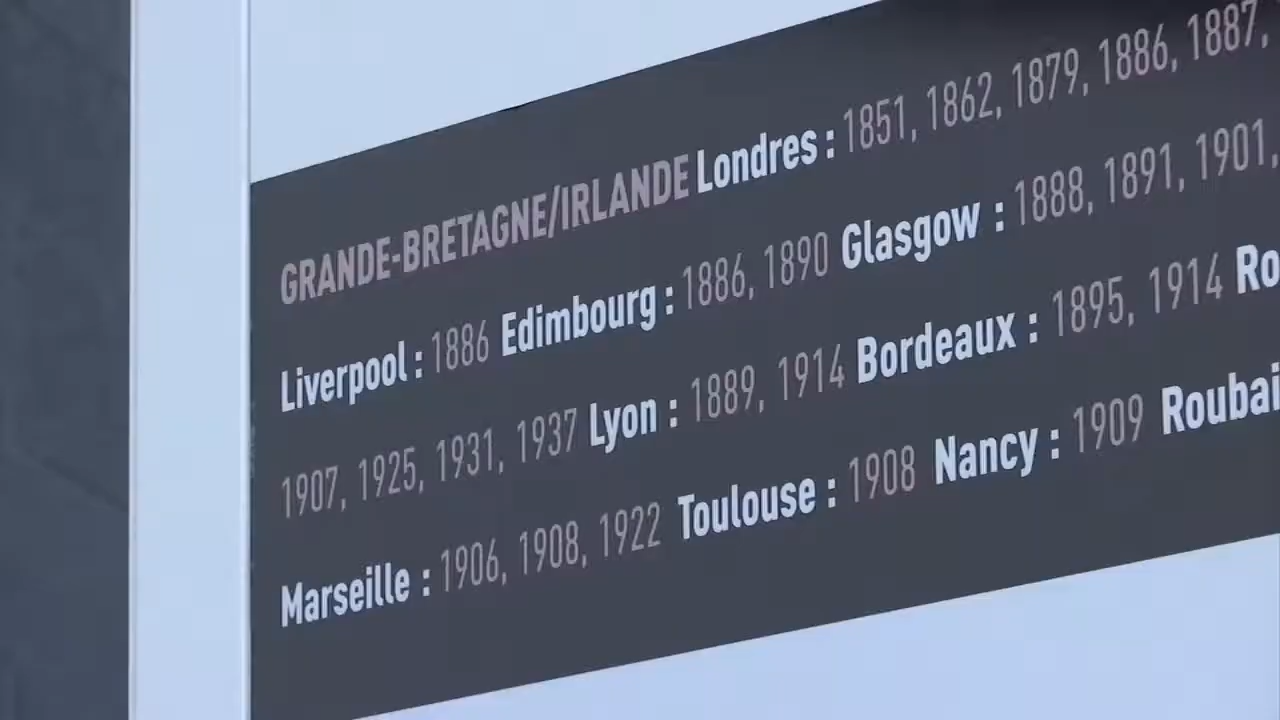 GRANDE-BRETAGNE/IRLANDE Londres : 1851, 1862, 1879, 1886, 1887,
Liverpool : 1886 Edimbourg : 1886, 1890 Glasgow : 1888, 1891, 1901,
1907, 1925, 1931, 1937 Lyon : 1889, 1914 Bordeaux : 1895, 1914
Marseille : 1906, 1908, 1922 Toulouse : 1908 Nancy : 1909